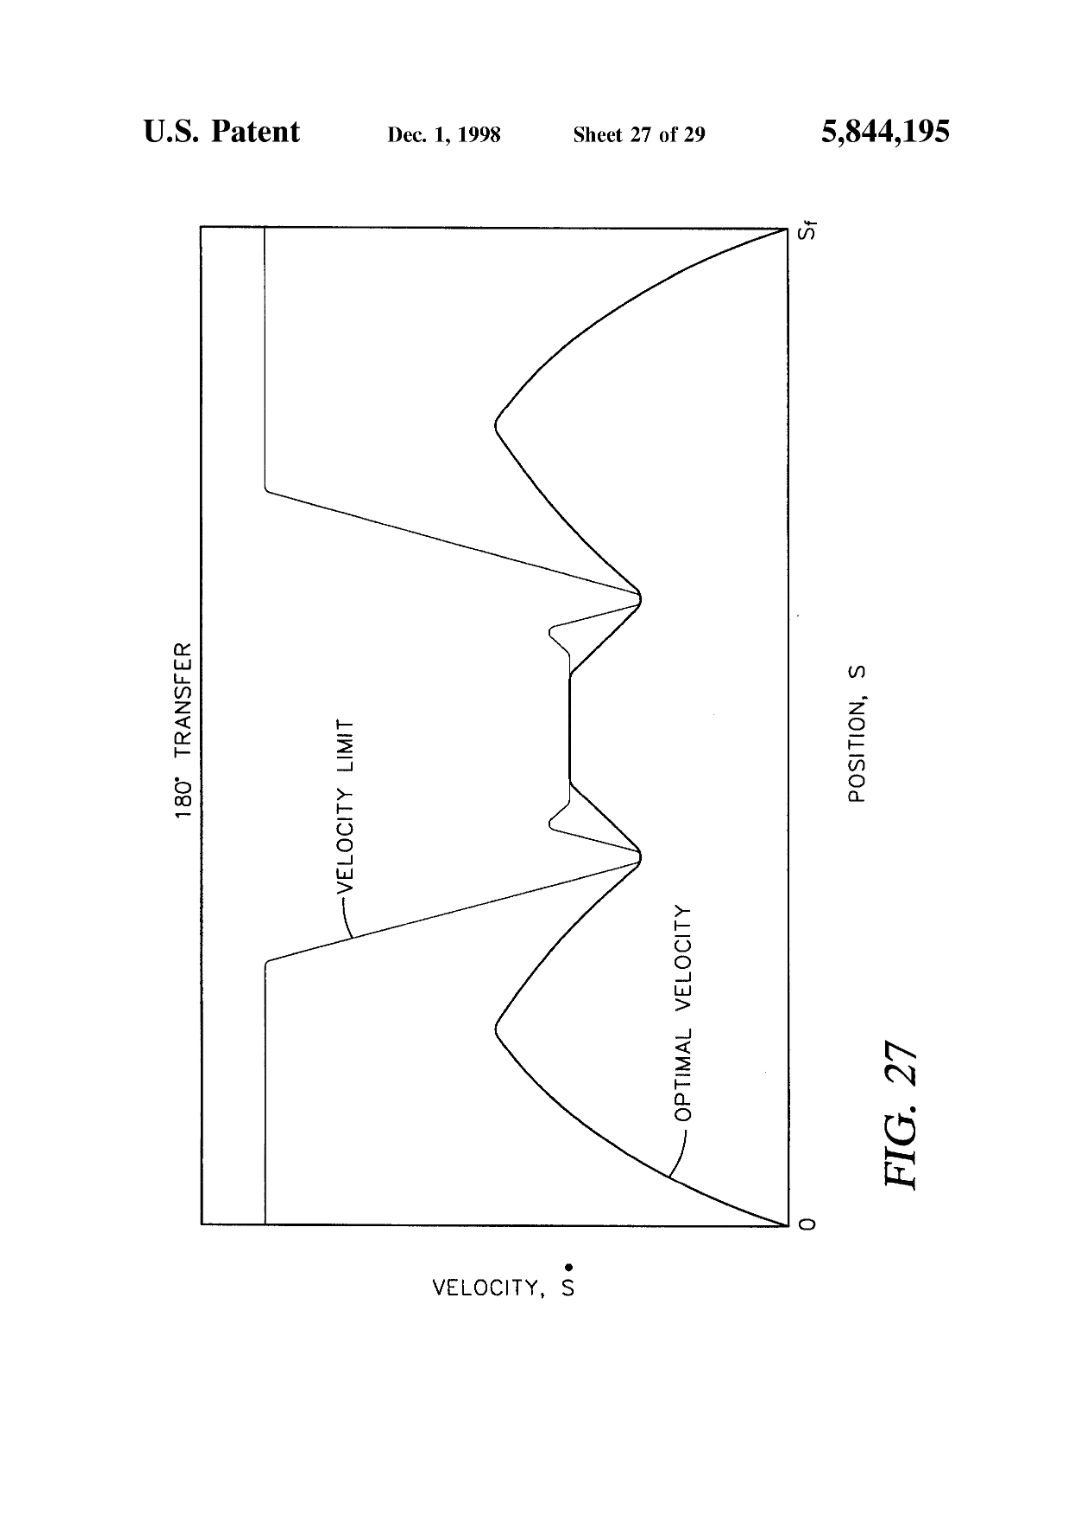 U.S. Patent Dec. 1, 1998 Sheet 27 of 29 5,844,195
180° TRANSFER
VELOCITY LIMIT
OPTIMAL VELOCITY
VELOCITY, Ṡ
O
Sf
POSITION, S
FIG. 27